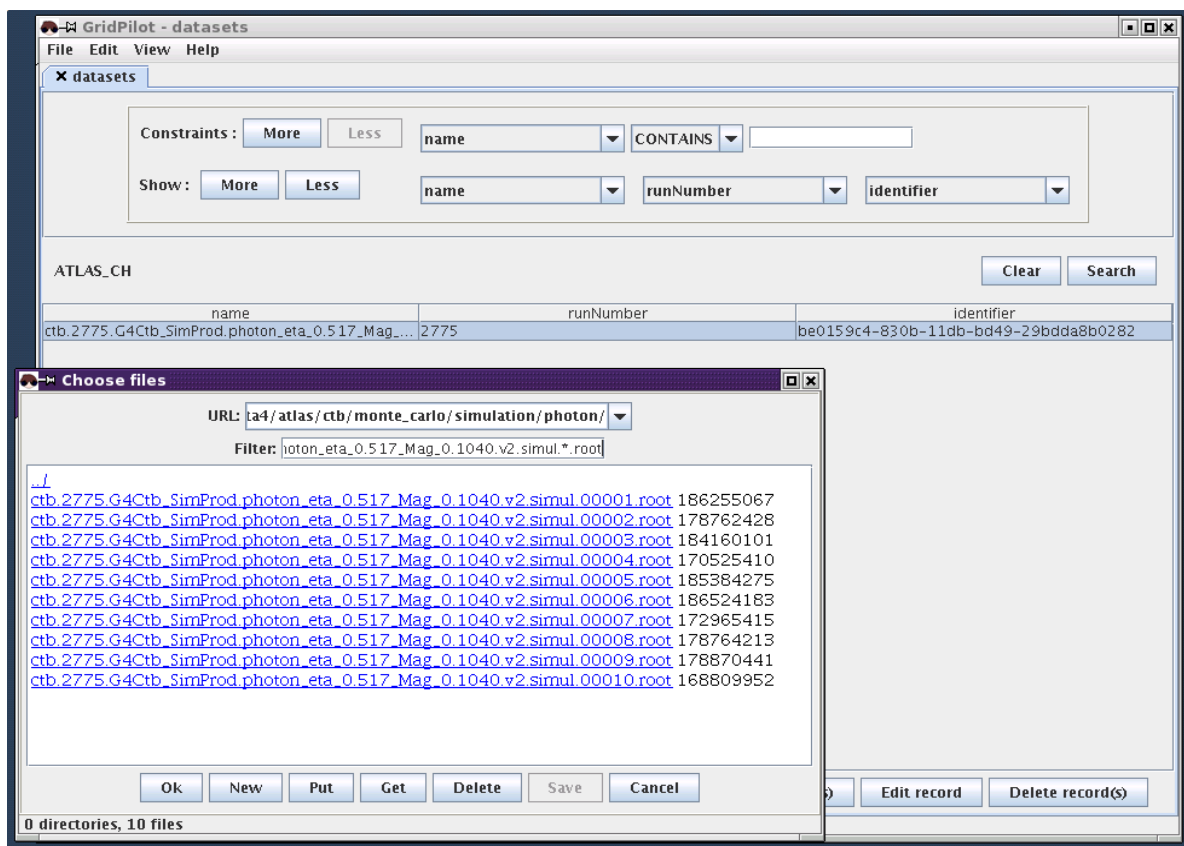 GridPilot - datasets
File Edit View Help
datasets
Constraints : More Less name CONTAINS
Show : More Less name runNumber identifier
ATLAS_CH Clear Search
name runNumber identifier
ctb.2775.G4Ctb_SimProd.photon_eta_0.517_Mag_... 2775 be0159c4-830b-11db-bd49-29bdda8b0282
Choose files
URL: ta4/atlas/ctb/monte_carlo/simulation/photon/
Filter: noton_eta_0.517_Mag_0.1040.v2.simul.*.root
../
ctb.2775.G4Ctb_SimProd.photon_eta_0.517_Mag_0.1040.v2.simul.00001.root 186255067
ctb.2775.G4Ctb_SimProd.photon_eta_0.517_Mag_0.1040.v2.simul.00002.root 178762428
ctb.2775.G4Ctb_SimProd.photon_eta_0.517_Mag_0.1040.v2.simul.00003.root 184160101
ctb.2775.G4Ctb_SimProd.photon_eta_0.517_Mag_0.1040.v2.simul.00004.root 170525410
ctb.2775.G4Ctb_SimProd.photon_eta_0.517_Mag_0.1040.v2.simul.00005.root 185384275
ctb.2775.G4Ctb_SimProd.photon_eta_0.517_Mag_0.1040.v2.simul.00006.root 186524183
ctb.2775.G4Ctb_SimProd.photon_eta_0.517_Mag_0.1040.v2.simul.00007.root 172965415
ctb.2775.G4Ctb_SimProd.photon_eta_0.517_Mag_0.1040.v2.simul.00008.root 178764213
ctb.2775.G4Ctb_SimProd.photon_eta_0.517_Mag_0.1040.v2.simul.00009.root 178870441
ctb.2775.G4Ctb_SimProd.photon_eta_0.517_Mag_0.1040.v2.simul.00010.root 168809952
Ok New Put Get Delete Save Cancel
s) Edit record Delete record(s)
0 directories, 10 files